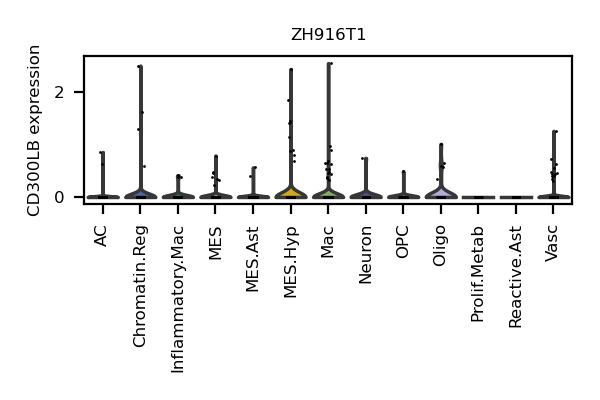 ZH916T1
CD300LB expression
2
0
AC
Chromatin.Reg
Inflammatory.Mac
MES
MES.Ast
MES.Hyp
Mac
Neuron
OPC
Oligo
Prolif.Metab
Reactive.Ast
Vasc